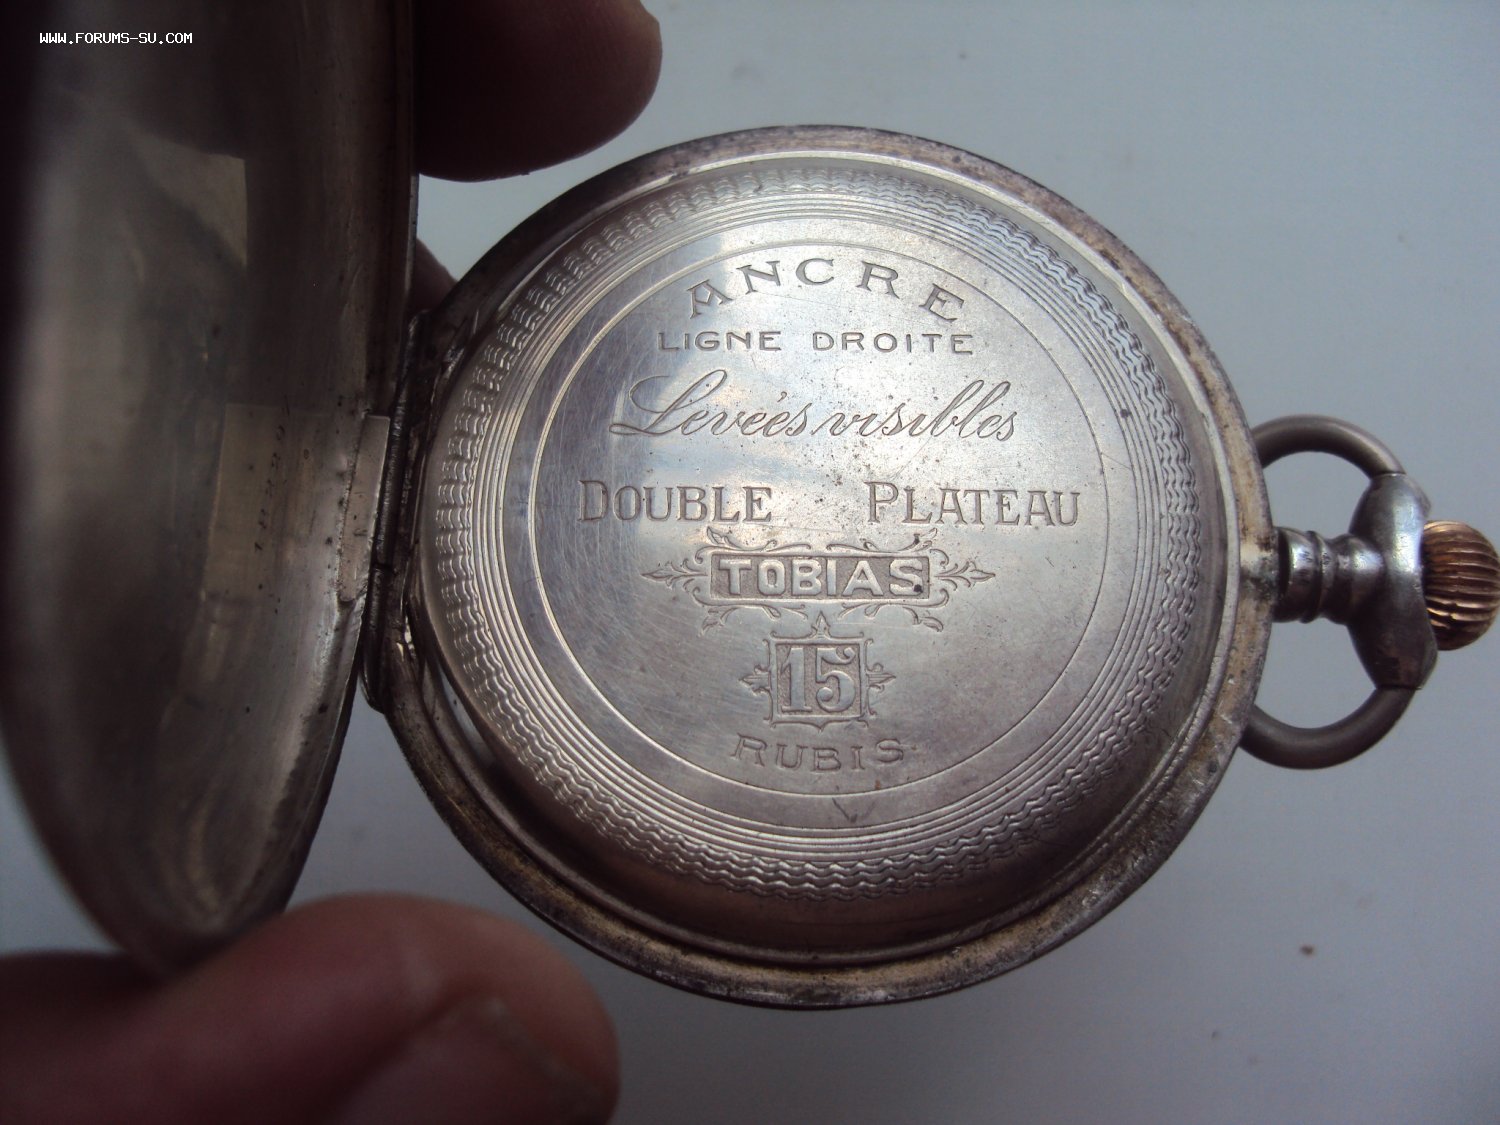 WWW.FORUMS-SU.COM
ANCRE
LIGNE DROITE
Levées visibles
DOUBLE PLATEAU
TOBIAS
15
RUBIS